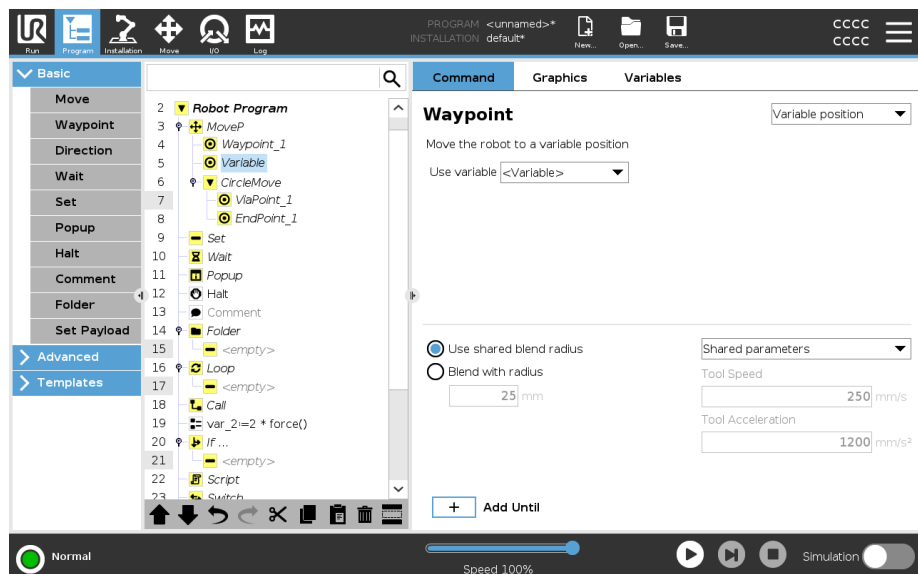 PROGRAM <unnamed>*
INSTALLATION default*
Run
Program
Installation
Move
I/O
Log
New...
Open...
Save...
CCCC
CCCC
Basic
Move
Waypoint
Direction
Wait
Set
Popup
Halt
Comment
Folder
Set Payload
Advanced
Templates
2 Robot Program
3 MoveP
4 Waypoint_1
5 Variable
6 CircleMove
7 ViaPoint_1
8 EndPoint_1
9 Set
10 Wait
11 Popup
12 Halt
13 Comment
14 Folder
15 <empty>
16 Loop
17 <empty>
18 Call
19 var_2≔2 * force()
20 If ...
21 <empty>
22 Script
23 Switch
Command
Graphics
Variables
Waypoint
Variable position
Move the robot to a variable position
Use variable <Variable>
Use shared blend radius
Blend with radius
25 mm
Shared parameters
Tool Speed
250 mm/s
Tool Acceleration
1200 mm/s²
+ Add Until
Normal
Speed 100%
Simulation